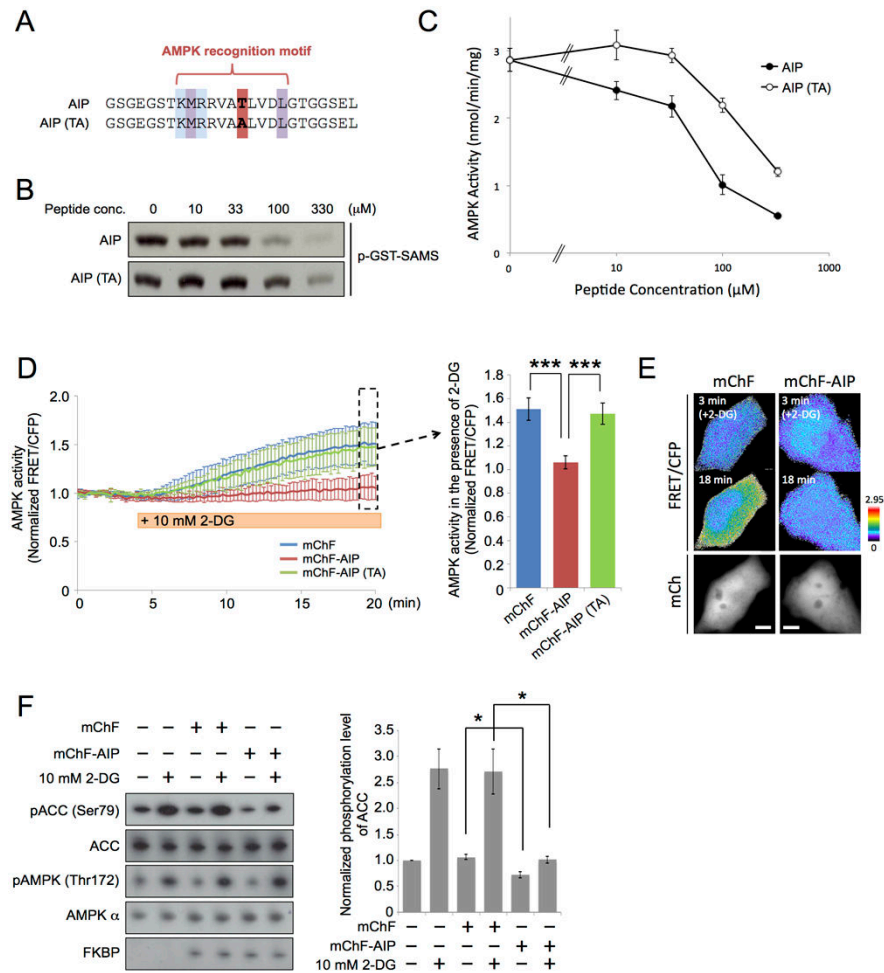 A
AMPK recognition motif
AIP GSGEGSTKMRRVATLVDLGTGGSEL
AIP (TA) GSGEGSTKMRRVAALVDLGTGGSEL
B
Peptide conc. 0 10 33 100 330 (μM)
AIP
AIP (TA)
p-GST-SAMS
C
AMPK Activity (nmol/min/mg)
3
2
1
0
0 10 100 1000
Peptide Concentration (μM)
AIP
AIP (TA)
D
AMPK activity
(Normalized FRET/CFP)
2.0
1.5
1.0
0.5
0
+ 10 mM 2-DG
mChF
mChF-AIP
mChF-AIP (TA)
0 5 10 15 20 (min)
AMPK activity in the presence of 2-DG
(Normalized FRET/CFP)
*** ***
1.6
1.4
1.2
1.0
0.8
0.6
0.4
0.2
0
mChF
mChF-AIP
mChF-AIP (TA)
E
mChF mChF-AIP
FRET/CFP
3 min
(+2-DG)
3 min
(+2-DG)
18 min
18 min
2.95
0
mCh
F
mChF − − + + − −
mChF-AIP − − − − + +
10 mM 2-DG − + − + − +
pACC (Ser79)
ACC
pAMPK (Thr172)
AMPK α
FKBP
Normalized phosphorylation level
of ACC
* *
3.5
3.0
2.5
2.0
1.5
1.0
0.5
0.0
mChF − − + + − −
mChF-AIP − − − − + +
10 mM 2-DG − + − + − +